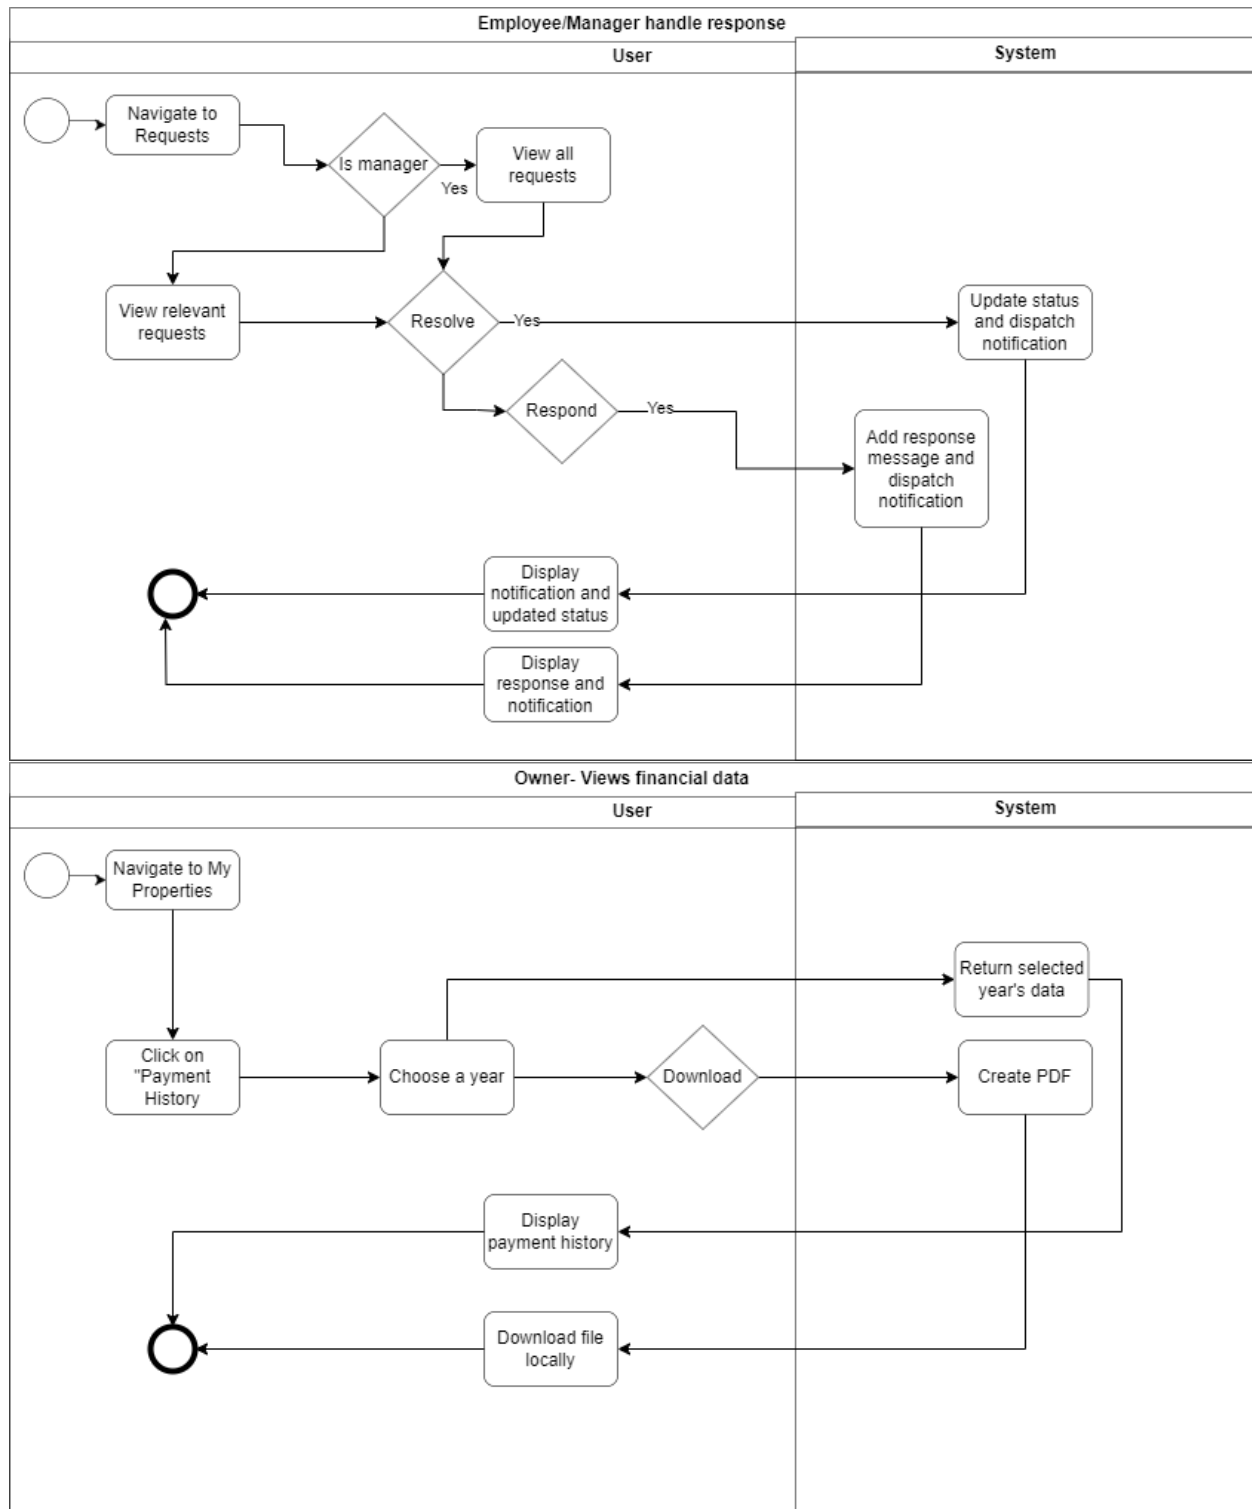 Employee/Manager handle response
User
System
Navigate to
Requests
Is manager
Yes
View all
requests
View relevant
requests
Resolve
Yes
Update status
and dispatch
notification
Respond
Yes
Add response
message and
dispatch
notification
Display
notification and
updated status
Display
response and
notification
Owner- Views financial data
User
System
Navigate to My
Properties
Return selected
year's data
Click on
"Payment
History
Choose a year
Download
Create PDF
Display
payment history
Download file
locally